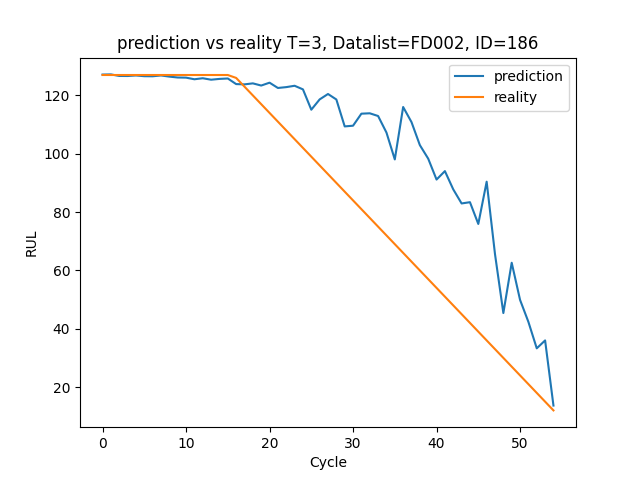 prediction vs reality T=3, Datalist=FD002, ID=186
prediction
reality
120
100
80
60
40
20
RUL
0 10 20 30 40 50
Cycle